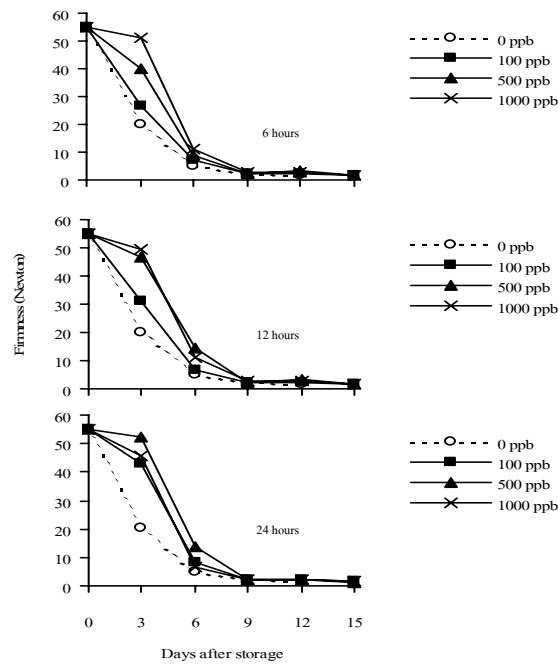 60
50
40
30
20
10
0
6 hours
0 ppb
100 ppb
500 ppb
1000 ppb
Firmness (Newton)
60
50
40
30
20
10
0
12 hours
0 ppb
100 ppb
500 ppb
1000 ppb
60
50
40
30
20
10
0
24 hours
0 ppb
100 ppb
500 ppb
1000 ppb
0 3 6 9 12 15
Days after storage